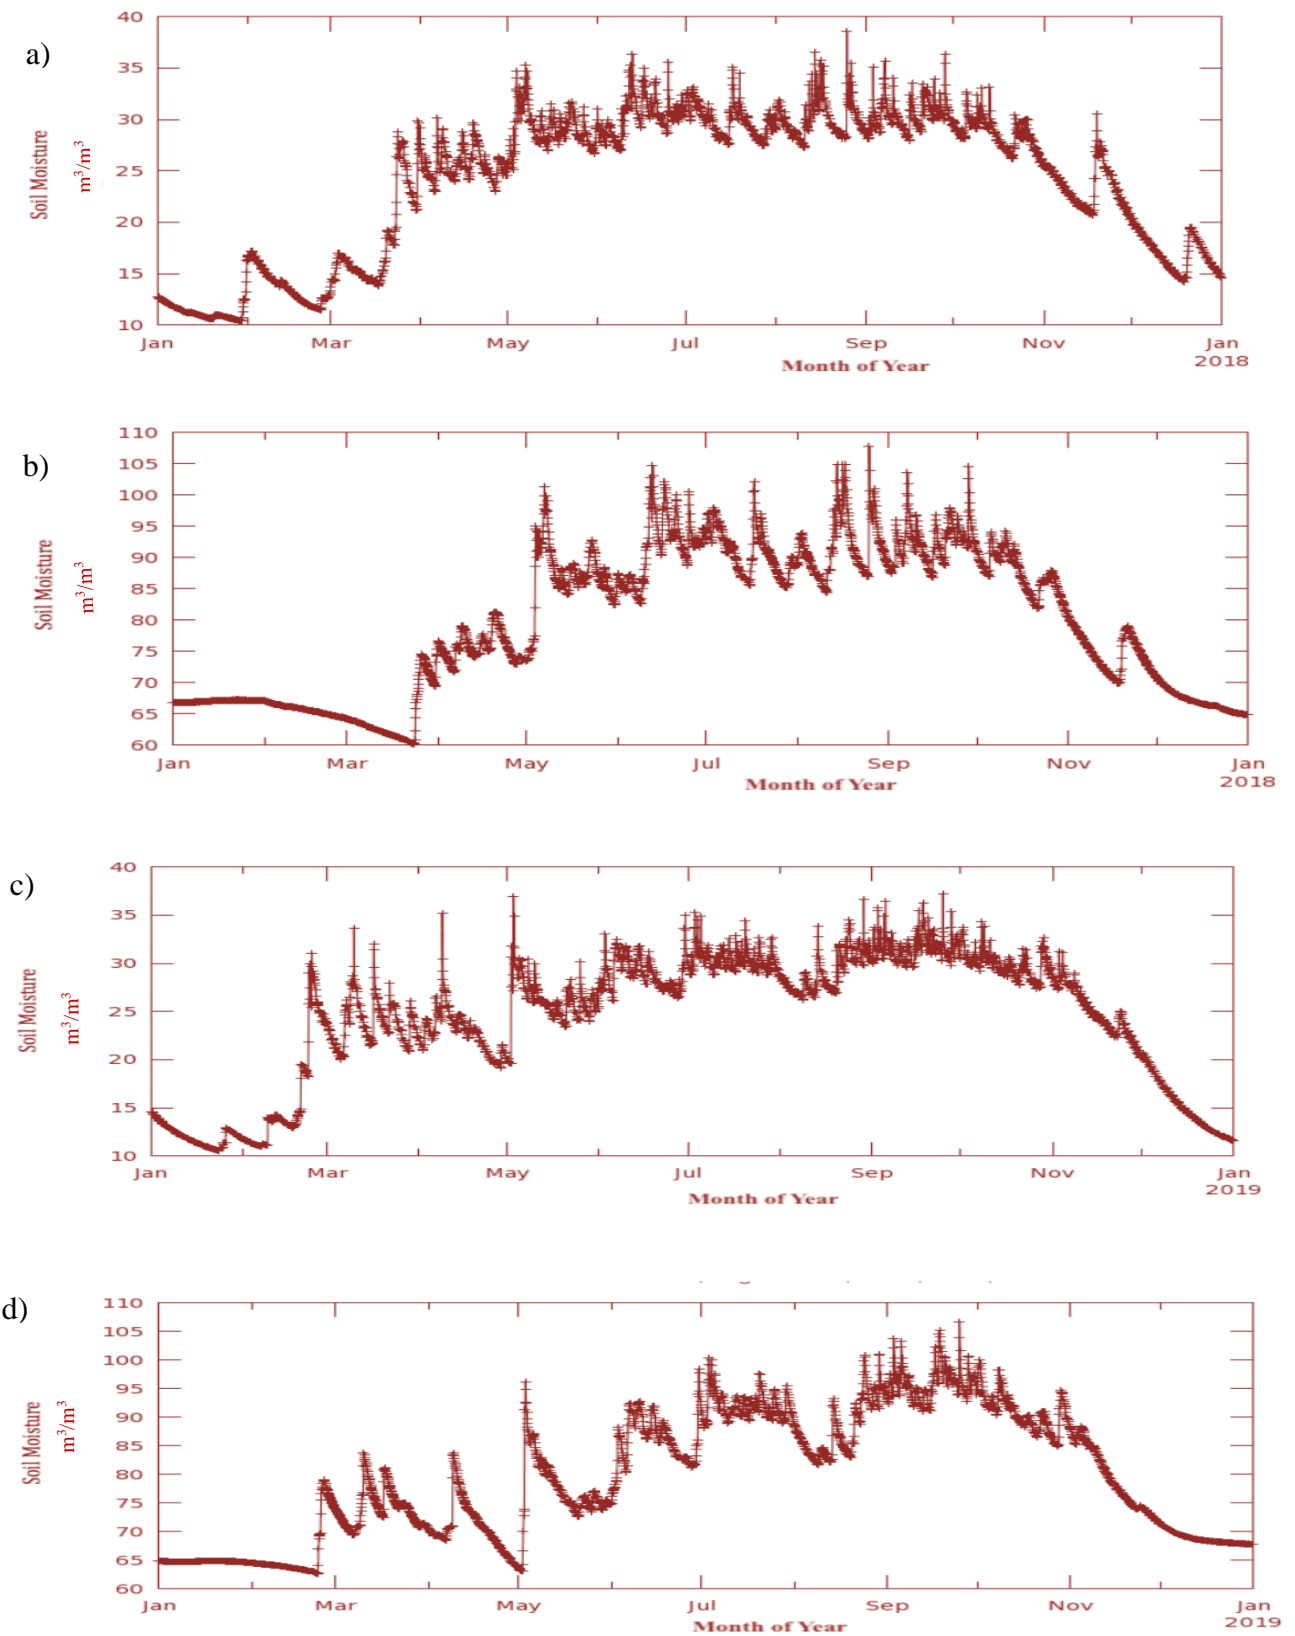 a)
40
35
30
25
20
15
10
Soil Moisture
m³/m³
Jan Mar May Jul Sep Nov Jan
2018
Month of Year
b)
110
105
100
95
90
85
80
75
70
65
60
Soil Moisture
m³/m³
Jan Mar May Jul Sep Nov Jan
2018
Month of Year
c)
40
35
30
25
20
15
10
Soil Moisture
m³/m³
Jan Mar May Jul Sep Nov Jan
2019
Month of Year
d)
110
105
100
95
90
85
80
75
70
65
60
Soil Moisture
m³/m³
Jan Mar May Jul Sep Nov Jan
2019
Month of Year